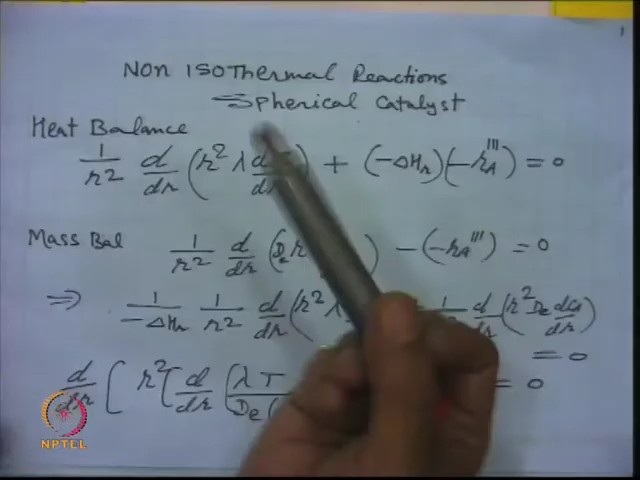 Non Isothermal Reactions
Spherical Catalyst
Heat Balance
1/r² d/dr (r² λ dT/dr) + (-ΔHr)(-rA''') = 0
Mass Bal 1/r² d/dr (De r ) - (-rA''') = 0
⇒ 1/-ΔHr 1/r² d/dr (r² λ d/dr (r² De dCA/dr)
= 0
d/dr [ r² [ d/dr (λT/De ( = 0
NPTEL